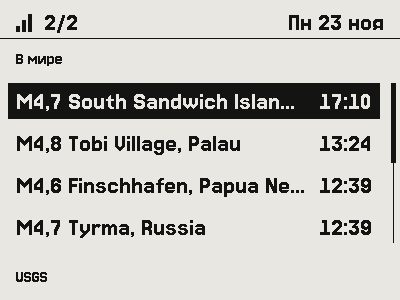 2/2 Пн 23 ноя
В мире
M4,7 South Sandwich Islan... 17:10
M4,8 Tobi Village, Palau 13:24
M4,6 Finschhafen, Papua Ne... 12:39
M4,7 Tyrma, Russia 12:39
USGS